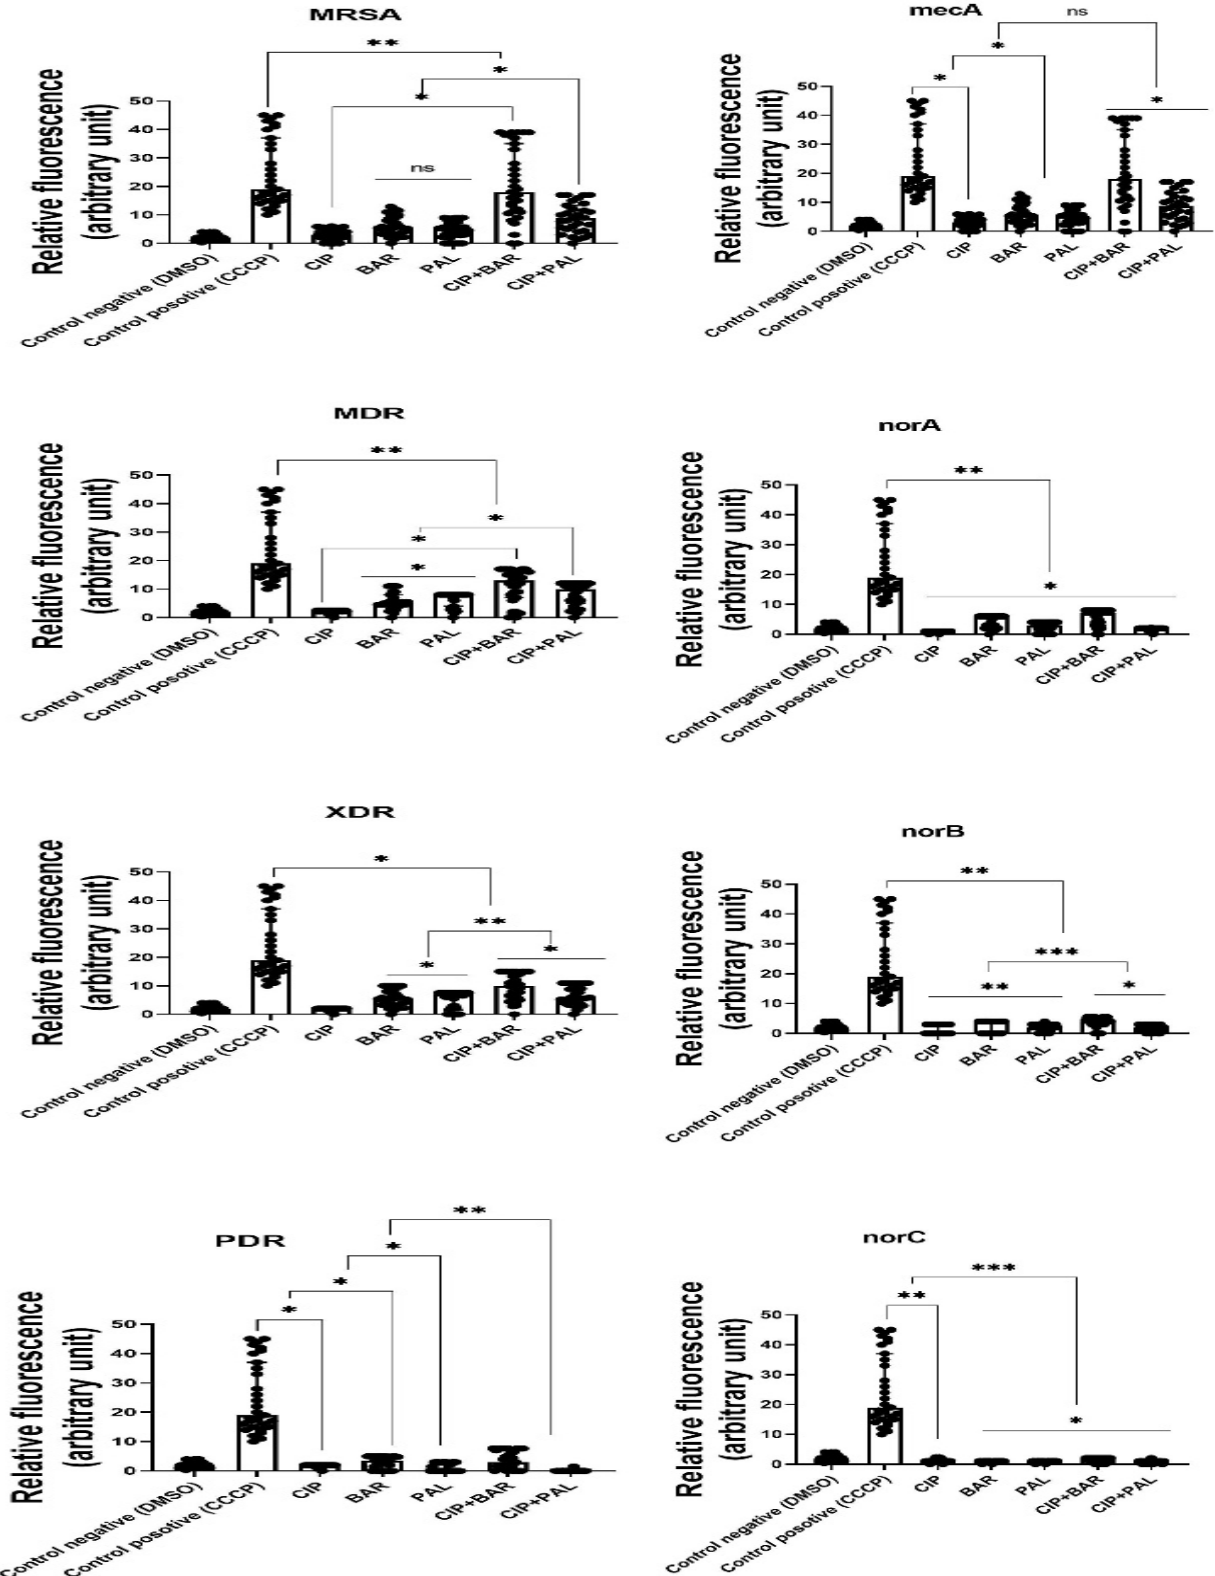 MRSA
**
*
*
ns
Relative fluorescence
(arbitrary unit)
50
40
30
20
10
0
Control negative (DMSO)
Control posotive (CCCP)
CIP
BAR
PAL
CIP+BAR
CIP+PAL
mecA
ns
*
*
*
Relative fluorescence
(arbitrary unit)
50
40
30
20
10
0
Control negative (DMSO)
Control posotive (CCCP)
CIP
BAR
PAL
CIP+BAR
CIP+PAL
MDR
**
*
*
*
Relative fluorescence
(arbitrary unit)
50
40
30
20
10
0
Control negative (DMSO)
Control posotive (CCCP)
CIP
BAR
PAL
CIP+BAR
CIP+PAL
norA
**
*
Relative fluorescence
(arbitrary unit)
50
40
30
20
10
0
Control negative (DMSO)
Control posotive (CCCP)
CIP
BAR
PAL
CIP+BAR
CIP+PAL
XDR
*
**
*
*
Relative fluorescence
(arbitrary unit)
50
40
30
20
10
0
Control negative (DMSO)
Control posotive (CCCP)
CIP
BAR
PAL
CIP+BAR
CIP+PAL
norB
**
***
**
*
Relative fluorescence
(arbitrary unit)
50
40
30
20
10
0
Control negative (DMSO)
Control posotive (CCCP)
CIP
BAR
PAL
CIP+BAR
CIP+PAL
PDR
**
*
*
*
Relative fluorescence
(arbitrary unit)
50
40
30
20
10
0
Control negative (DMSO)
Control posotive (CCCP)
CIP
BAR
PAL
CIP+BAR
CIP+PAL
norC
***
**
*
Relative fluorescence
(arbitrary unit)
50
40
30
20
10
0
Control negative (DMSO)
Control posotive (CCCP)
CIP
BAR
PAL
CIP+BAR
CIP+PAL